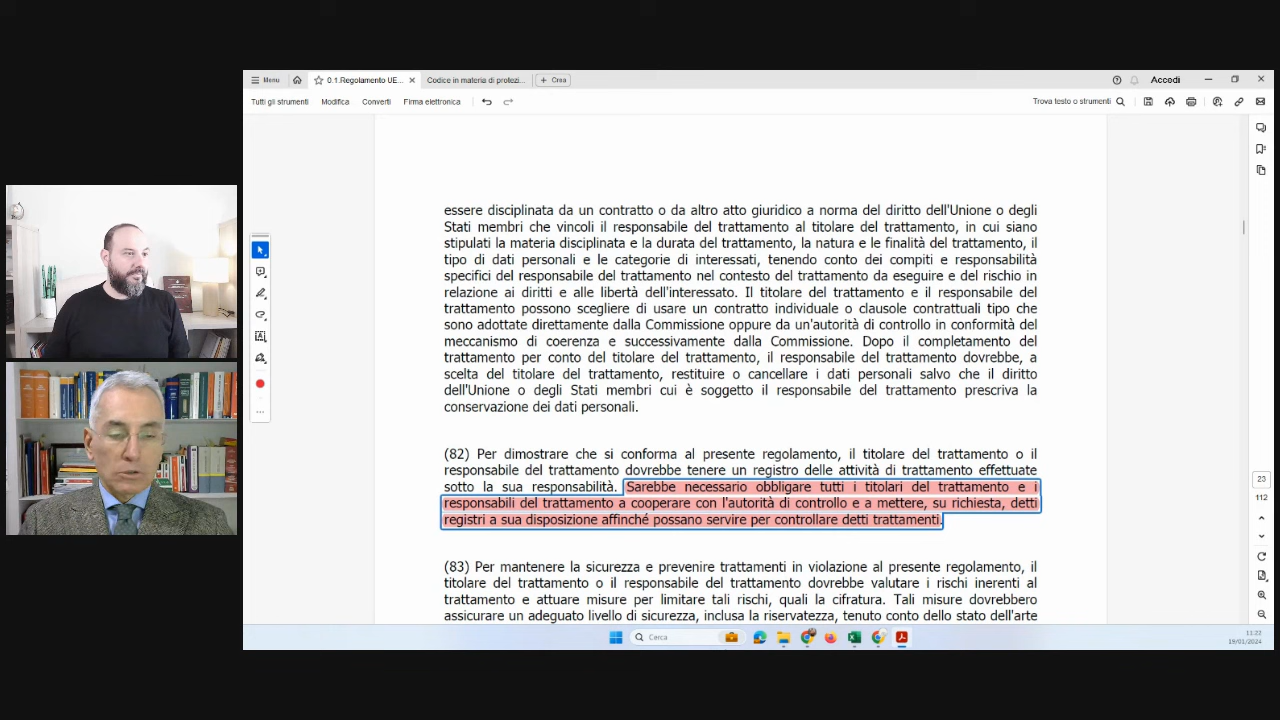 Menu
0.1.Regolamento UE...
Codice in materia di protezi...
Crea
Accedi
Tutti gli strumenti
Modifica
Converti
Firma elettronica
Trova testo o strumenti
essere disciplinata da un contratto o da altro atto giuridico a norma del diritto dell'Unione o degli
Stati membri che vincoli il responsabile del trattamento al titolare del trattamento, in cui siano
stipulati la materia disciplinata e la durata del trattamento, la natura e le finalità del trattamento, il
tipo di dati personali e le categorie di interessati, tenendo conto dei compiti e responsabilità
specifici del responsabile del trattamento nel contesto del trattamento da eseguire e del rischio in
relazione ai diritti e alle libertà dell'interessato. Il titolare del trattamento e il responsabile del
trattamento possono scegliere di usare un contratto individuale o clausole contrattuali tipo che
sono adottate direttamente dalla Commissione oppure da un'autorità di controllo in conformità del
meccanismo di coerenza e successivamente dalla Commissione. Dopo il completamento del
trattamento per conto del titolare del trattamento, il responsabile del trattamento dovrebbe, a
scelta del titolare del trattamento, restituire o cancellare i dati personali salvo che il diritto
dell'Unione o degli Stati membri cui è soggetto il responsabile del trattamento prescriva la
conservazione dei dati personali.
(82) Per dimostrare che si conforma al presente regolamento, il titolare del trattamento o il
responsabile del trattamento dovrebbe tenere un registro delle attività di trattamento effettuate
sotto la sua responsabilità. Sarebbe necessario obbligare tutti i titolari del trattamento e i
responsabili del trattamento a cooperare con l'autorità di controllo e a mettere, su richiesta, detti
registri a sua disposizione affinché possano servire per controllare detti trattamenti.
(83) Per mantenere la sicurezza e prevenire trattamenti in violazione al presente regolamento, il
titolare del trattamento o il responsabile del trattamento dovrebbe valutare i rischi inerenti al
trattamento e attuare misure per limitare tali rischi, quali la cifratura. Tali misure dovrebbero
assicurare un adeguato livello di sicurezza, inclusa la riservatezza, tenuto conto dello stato dell'arte
23
112
Cerca
11:22
19/01/2024